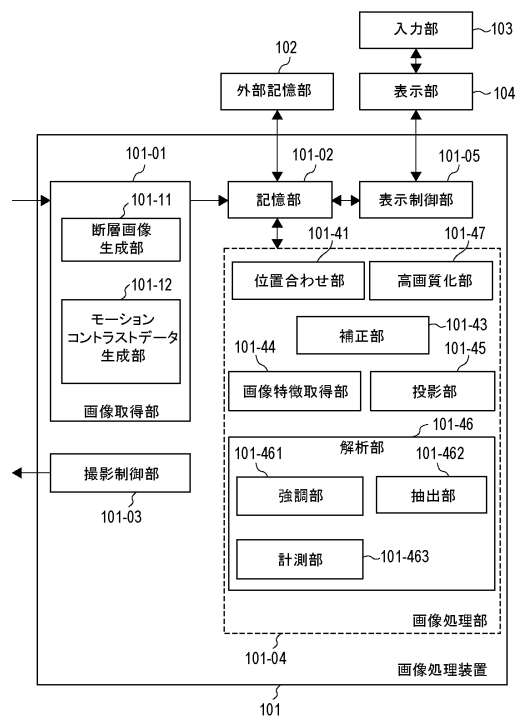 入力部
103
102
外部記憶部
表示部
104
101-01
101-02
101-05
101-11
断層画像
生成部
記憶部
表示制御部
101-12
モーション
コントラストデータ
生成部
画像取得部
101-41
101-47
位置合わせ部
高画質化部
補正部
101-43
101-44
101-45
画像特徴取得部
投影部
101-46
解析部
101-461
101-462
強調部
抽出部
計測部
101-463
撮影制御部
101-03
画像処理部
101-04
画像処理装置
101